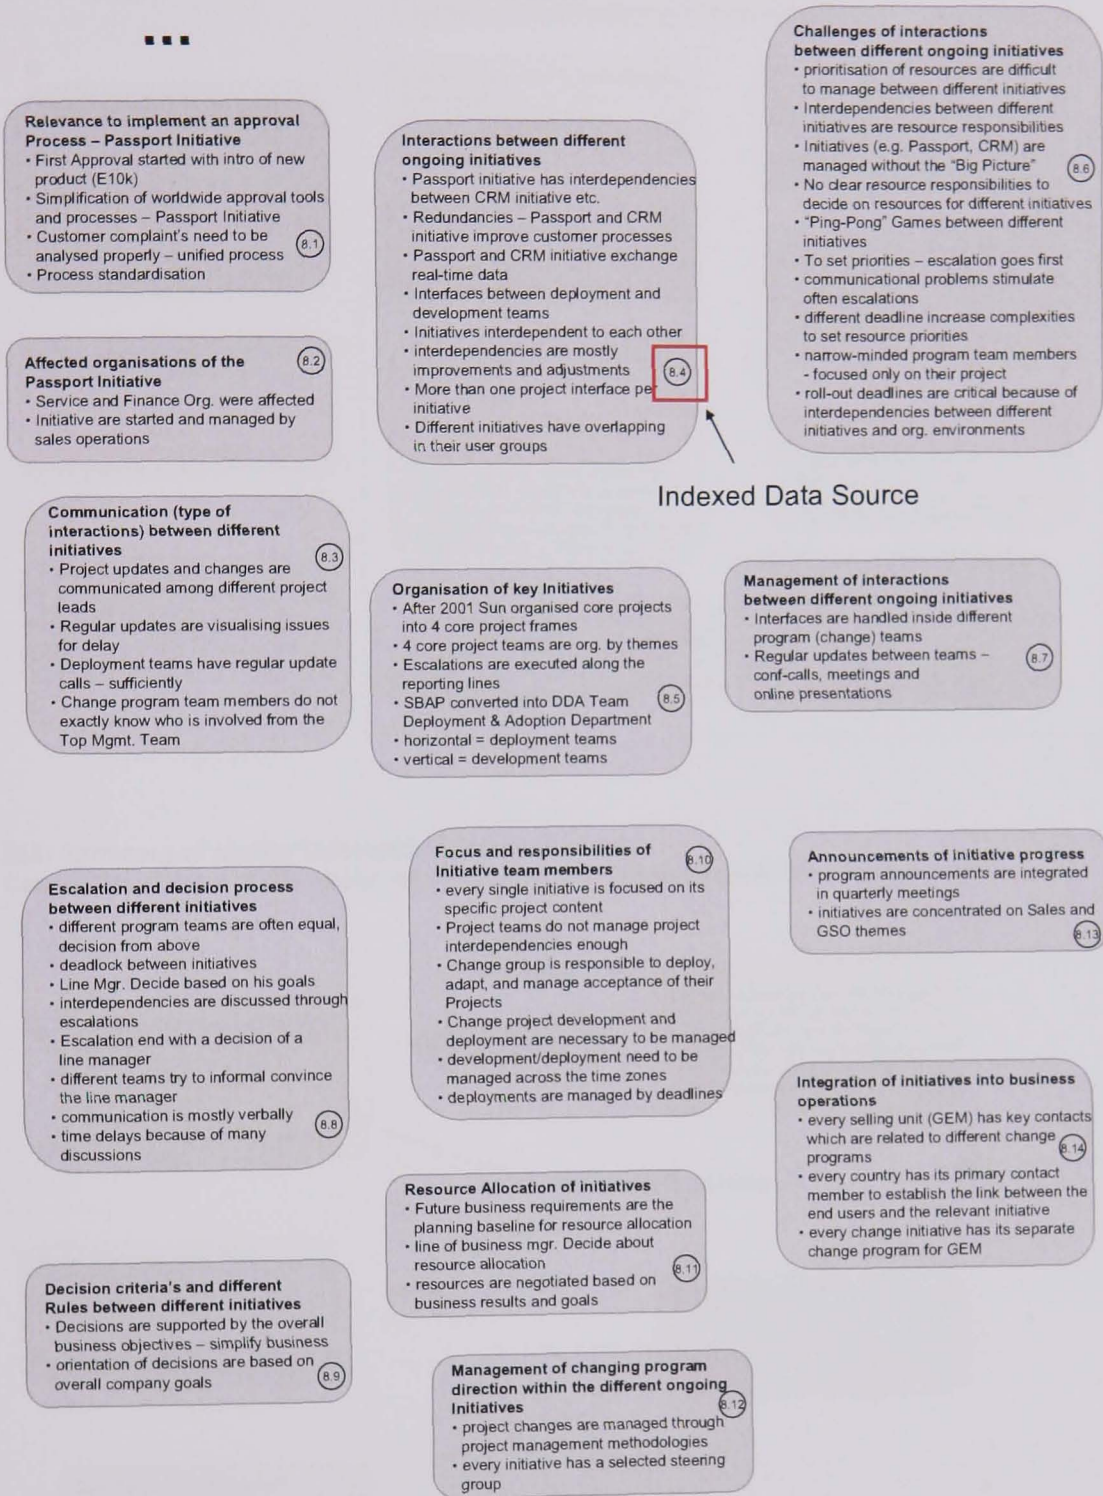 ...
Relevance to implement an approval
Process – Passport Initiative
• First Approval started with intro of new
product (E10k)
• Simplification of worldwide approval tools
and processes – Passport Initiative
• Customer complaint's need to be
analysed properly – unified process
• Process standardisation
8.1
Affected organisations of the
Passport Initiative
• Service and Finance Org. were affected
• Initiative are started and managed by
sales operations
8.2
Communication (type of
interactions) between different
initiatives
• Project updates and changes are
communicated among different project
leads
• Regular updates are visualising issues
for delay
• Deployment teams have regular update
calls – sufficiently
• Change program team members do not
exactly know who is involved from the
Top Mgmt. Team
8.3
Interactions between different
ongoing initiatives
• Passport initiative has interdependencies
between CRM initiative etc.
• Redundancies – Passport and CRM
initiative improve customer processes
• Passport and CRM initiative exchange
real-time data
• Interfaces between deployment and
development teams
• Initiatives interdependent to each other
• interdependencies are mostly
improvements and adjustments
• More than one project interface per
initiative
• Different initiatives have overlapping
in their user groups
8.4
Indexed Data Source
Organisation of key Initiatives
• After 2001 Sun organised core projects
into 4 core project frames
• 4 core project teams are org. by themes
• Escalations are executed along the
reporting lines
• SBAP converted into DDA Team
Deployment & Adoption Department
• horizontal = deployment teams
• vertical = development teams
8.5
Challenges of interactions
between different ongoing initiatives
• prioritisation of resources are difficult
to manage between different initiatives
• Interdependencies between different
initiatives are resource responsibilities
• Initiatives (e.g. Passport, CRM) are
managed without the "Big Picture"
• No clear resource responsibilities to
decide on resources for different initiatives
• "Ping-Pong" Games between different
initiatives
• To set priorities – escalation goes first
• communicational problems stimulate
often escalations
• different deadline increase complexities
to set resource priorities
• narrow-minded program team members
- focused only on their project
• roll-out deadlines are critical because of
interdependencies between different
initiatives and org. environments
8.6
Management of interactions
between different ongoing initiatives
• Interfaces are handled inside different
program (change) teams
• Regular updates between teams –
conf-calls, meetings and
online presentations
8.7
Escalation and decision process
between different initiatives
• different program teams are often equal,
decision from above
• deadlock between initiatives
• Line Mgr. Decide based on his goals
• interdependencies are discussed through
escalations
• Escalation end with a decision of a
line manager
• different teams try to informal convince
the line manager
• communication is mostly verbally
• time delays because of many
discussions
8.8
Decision criteria's and different
Rules between different initiatives
• Decisions are supported by the overall
business objectives – simplify business
• orientation of decisions are based on
overall company goals
8.9
Focus and responsibilities of
Initiative team members
• every single initiative is focused on its
specific project content
• Project teams do not manage project
interdependencies enough
• Change group is responsible to deploy,
adapt, and manage acceptance of their
Projects
• Change project development and
deployment are necessary to be managed
• development/deployment need to be
managed across the time zones
• deployments are managed by deadlines
8.10
Resource Allocation of initiatives
• Future business requirements are the
planning baseline for resource allocation
• line of business mgr. Decide about
resource allocation
• resources are negotiated based on
business results and goals
8.11
Management of changing program
direction within the different ongoing
Initiatives
• project changes are managed through
project management methodologies
• every initiative has a selected steering
group
8.12
Announcements of initiative progress
• program announcements are integrated
in quarterly meetings
• initiatives are concentrated on Sales and
GSO themes
8.13
Integration of initiatives into business
operations
• every selling unit (GEM) has key contacts
which are related to different change
programs
• every country has its primary contact
member to establish the link between the
end users and the relevant initiative
• every change initiative has its separate
change program for GEM
8.14